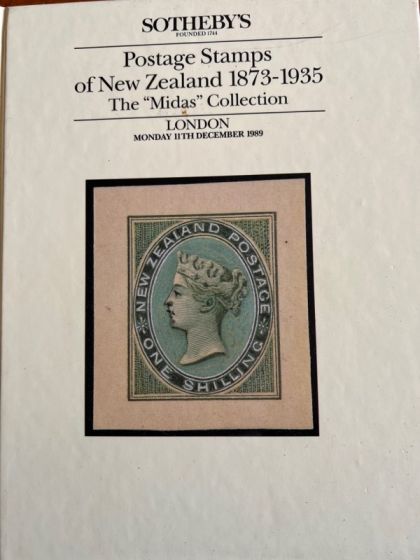 SOTHEBY'S
FOUNDED 1744
Postage Stamps
of New Zealand 1873-1935
The "Midas" Collection
LONDON
MONDAY 11TH DECEMBER 1989
NEW ZEALAND POSTAGE
ONE SHILLING